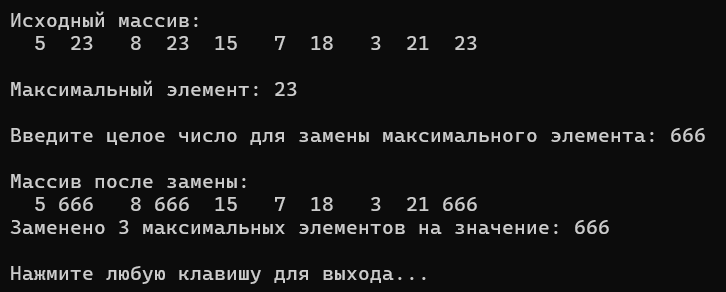 Исходный массив:
5 23 8 23 15 7 18 3 21 23
Максимальный элемент: 23
Введите целое число для замены максимального элемента: 666
Массив после замены:
5 666 8 666 15 7 18 3 21 666
Заменено 3 максимальных элементов на значение: 666
Нажмите любую клавишу для выхода...